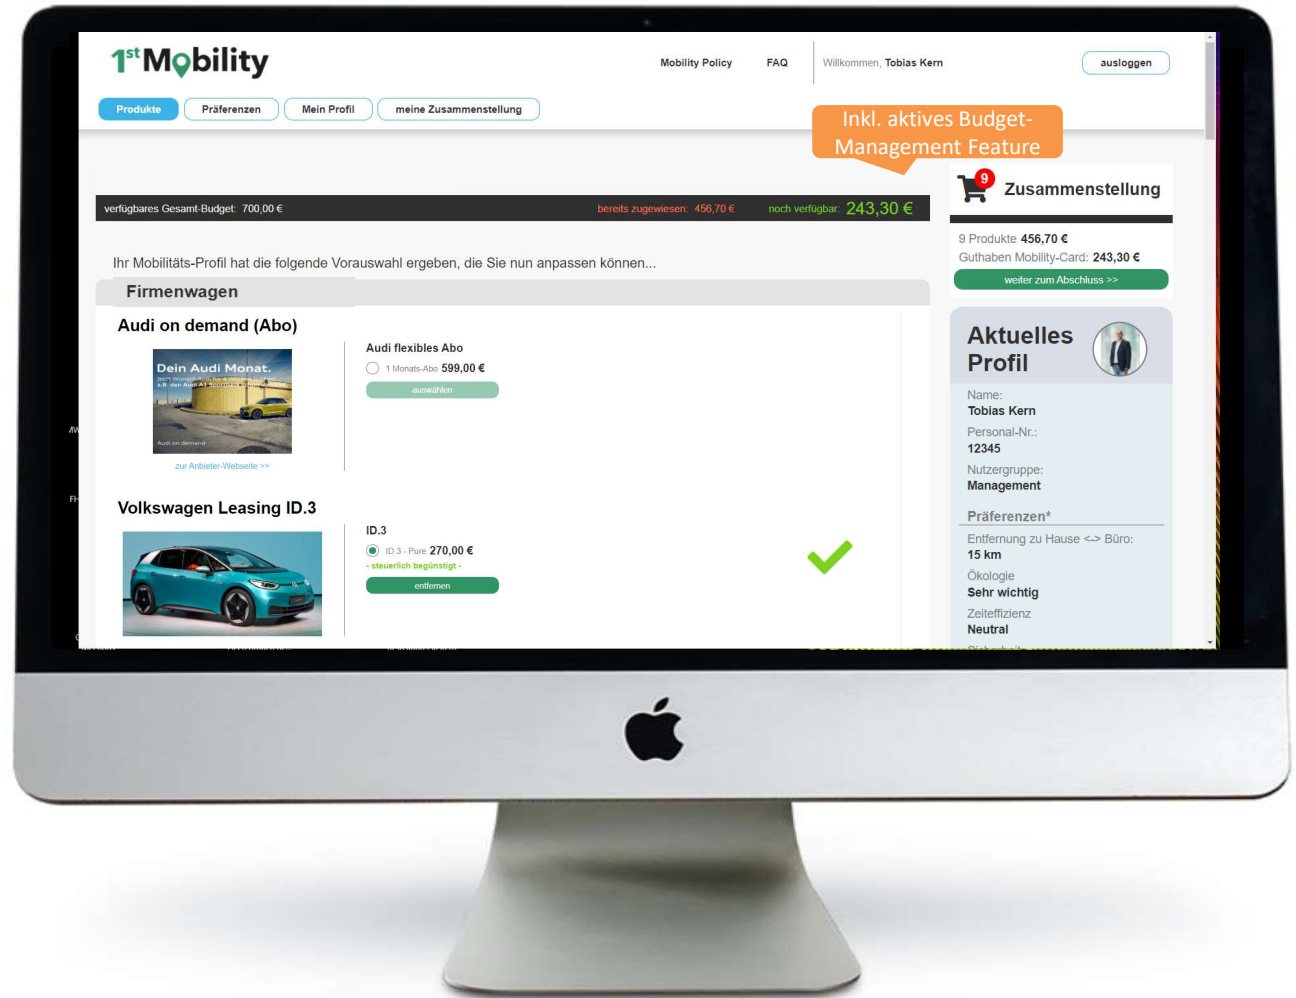 1st Mobility
Mobility Policy
FAQ
Willkommen, Tobias Kern
ausloggen
Produkte
Präferenzen
Mein Profil
meine Zusammenstellung
Inkl. aktives Budget-
Management Feature
9
Zusammenstellung
verfügbares Gesamt-Budget: 700,00 €
bereits zugewiesen: 456,70 €
noch verfügbar: 243,30 €
9 Produkte 456,70 €
Guthaben Mobility-Card: 243,30 €
weiter zum Abschluss >>
Ihr Mobilitäts-Profil hat die folgende Vorauswahl ergeben, die Sie nun anpassen können...
Firmenwagen
Audi on demand (Abo)
Dein Audi Monat.
Audi on demand
zur Anbieter-Webseite >>
Audi flexibles Abo
1 Monats-Abo 599,00 €
auswählen
Volkswagen Leasing ID.3
ID.3
ID.3 - Pure 270,00 €
- steuerlich begünstigt -
entfernen
Aktuelles
Profil
Name:
Tobias Kern
Personal-Nr.:
12345
Nutzergruppe:
Management
Präferenzen*
Entfernung zu Hause <-> Büro:
15 km
Ökologie
Sehr wichtig
Zeiteffizienz
Neutral